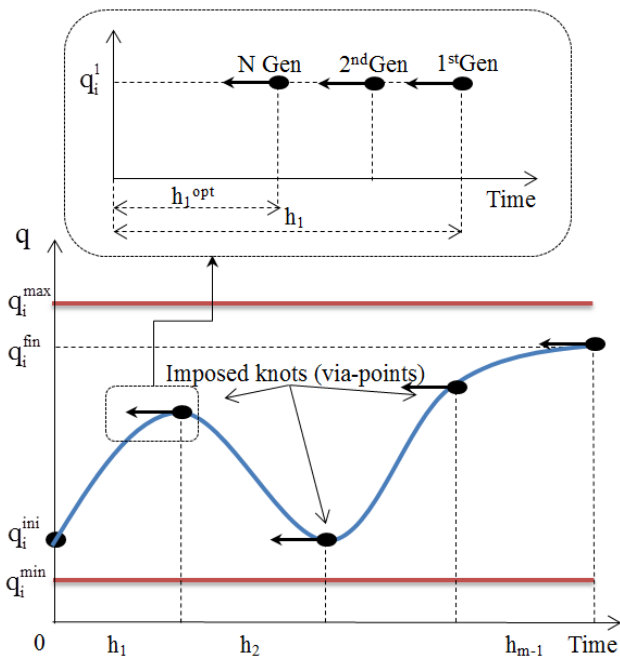 N Gen 2ⁿᵈGen 1ˢᵗGen
qᵢ¹
Time
h₁ᵒᵖᵗ
h₁
q
qᵢᵐᵃˣ
qᵢᶠⁱⁿ
Imposed knots (via-points)
qᵢⁱⁿⁱ
qᵢᵐⁱⁿ
0 h₁ h₂ hₘ₋₁ Time